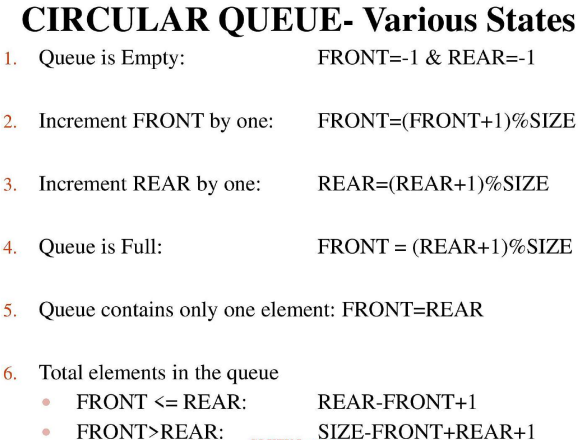 CIRCULAR QUEUE- Various States
1. Queue is Empty: FRONT=-1 & REAR=-1
2. Increment FRONT by one: FRONT=(FRONT+1)%SIZE
3. Increment REAR by one: REAR=(REAR+1)%SIZE
4. Queue is Full: FRONT = (REAR+1)%SIZE
5. Queue contains only one element: FRONT=REAR
6. Total elements in the queue
• FRONT <= REAR: REAR-FRONT+1
• FRONT>REAR: SIZE-FRONT+REAR+1